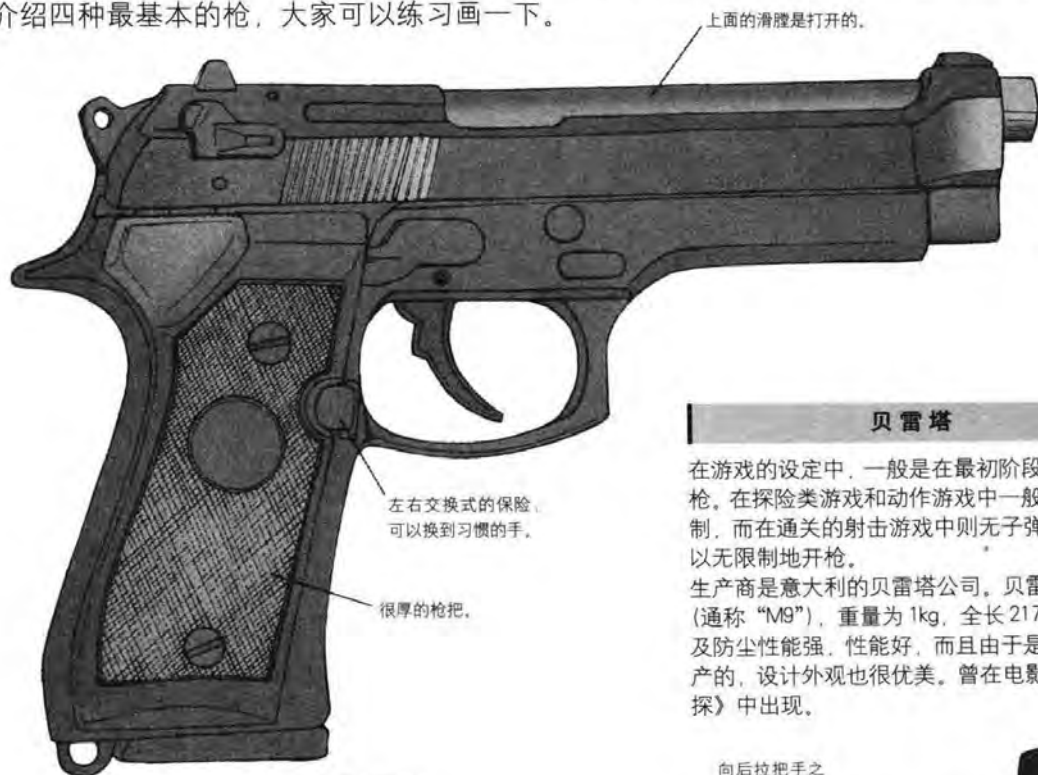 介绍四种最基本的枪，大家可以练习画一下。
上面的滑膛是打开的。
左右交换式的保险，
可以换到习惯的手。
很厚的枪把。
贝雷塔
在游戏的设定中，一般是在最初阶段
枪。在探险类游戏和动作游戏中一般
制，而在通关的射击游戏中则无子弹
以无限制地开枪。
生产商是意大利的贝雷塔公司。贝雷
(通称“M9”)，重量为1kg，全长217
及防尘性能强，性能好，而且由于是
产的，设计外观也很优美。曾在电影
探》中出现。
向后拉把手之